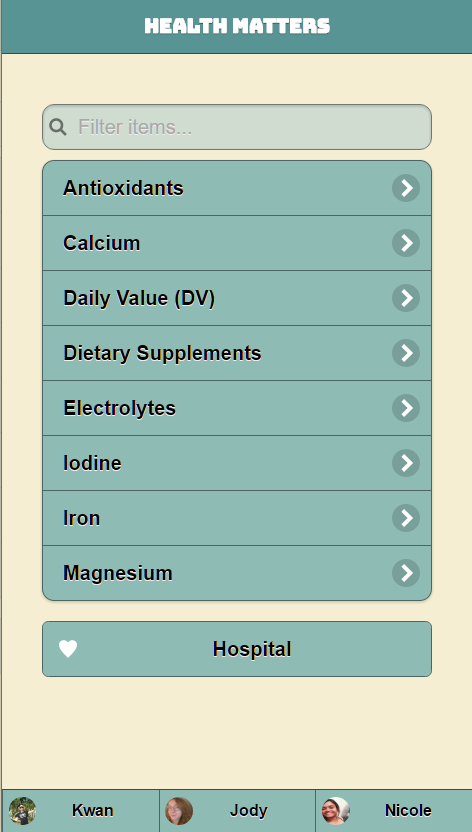 HEALTH MATTERS
Filter items...
Antioxidants
Calcium
Daily Value (DV)
Dietary Supplements
Electrolytes
Iodine
Iron
Magnesium
Hospital
Kwan Jody Nicole